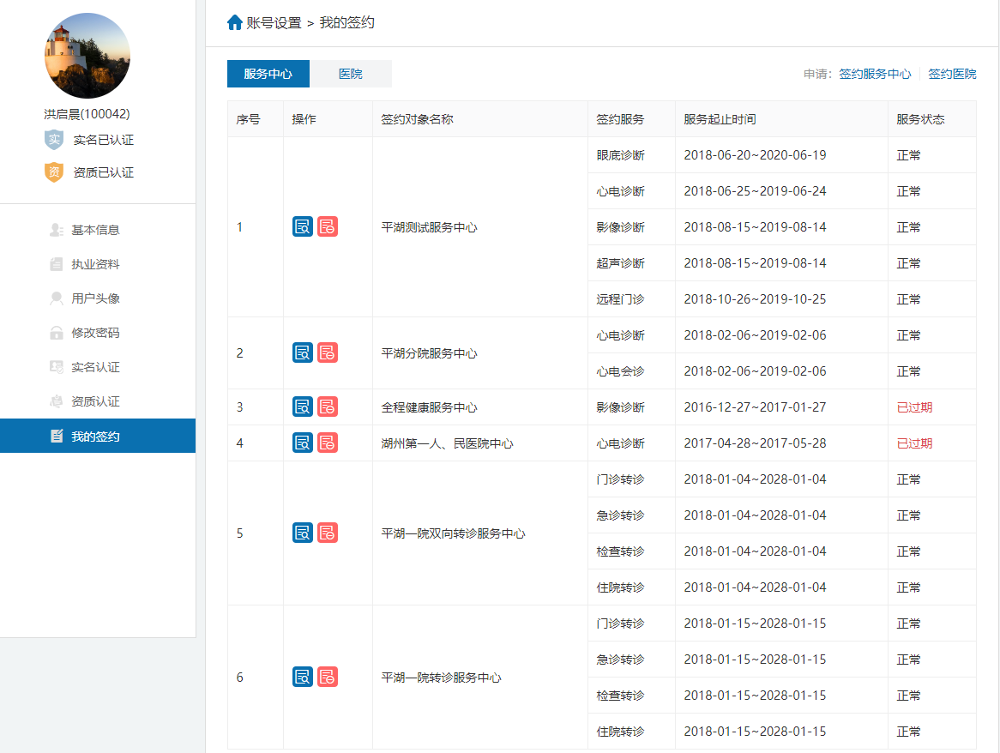 洪启晨(100042)
实 实名已认证
资 资质已认证
基本信息
执业资料
用户头像
修改密码
实名认证
资质认证
我的签约
账号设置 > 我的签约
服务中心 医院 申请: 签约服务中心 签约医院
序号 操作 签约对象名称 签约服务 服务起止时间 服务状态
眼底诊断 2018-06-20~2020-06-19 正常
心电诊断 2018-06-25~2019-06-24 正常
1 平湖测试服务中心 影像诊断 2018-08-15~2019-08-14 正常
超声诊断 2018-08-15~2019-08-14 正常
远程门诊 2018-10-26~2019-10-25 正常
2 平湖分院服务中心 心电诊断 2018-02-06~2019-02-06 正常
心电会诊 2018-02-06~2019-02-06 正常
3 全程健康服务中心 影像诊断 2016-12-27~2017-01-27 已过期
4 湖州第一人、民医院中心 心电诊断 2017-04-28~2017-05-28 已过期
门诊转诊 2018-01-04~2028-01-04 正常
急诊转诊 2018-01-04~2028-01-04 正常
5 平湖一院双向转诊服务中心 检查转诊 2018-01-04~2028-01-04 正常
住院转诊 2018-01-04~2028-01-04 正常
门诊转诊 2018-01-15~2028-01-15 正常
急诊转诊 2018-01-15~2028-01-15 正常
6 平湖一院转诊服务中心 检查转诊 2018-01-15~2028-01-15 正常
住院转诊 2018-01-15~2028-01-15 正常